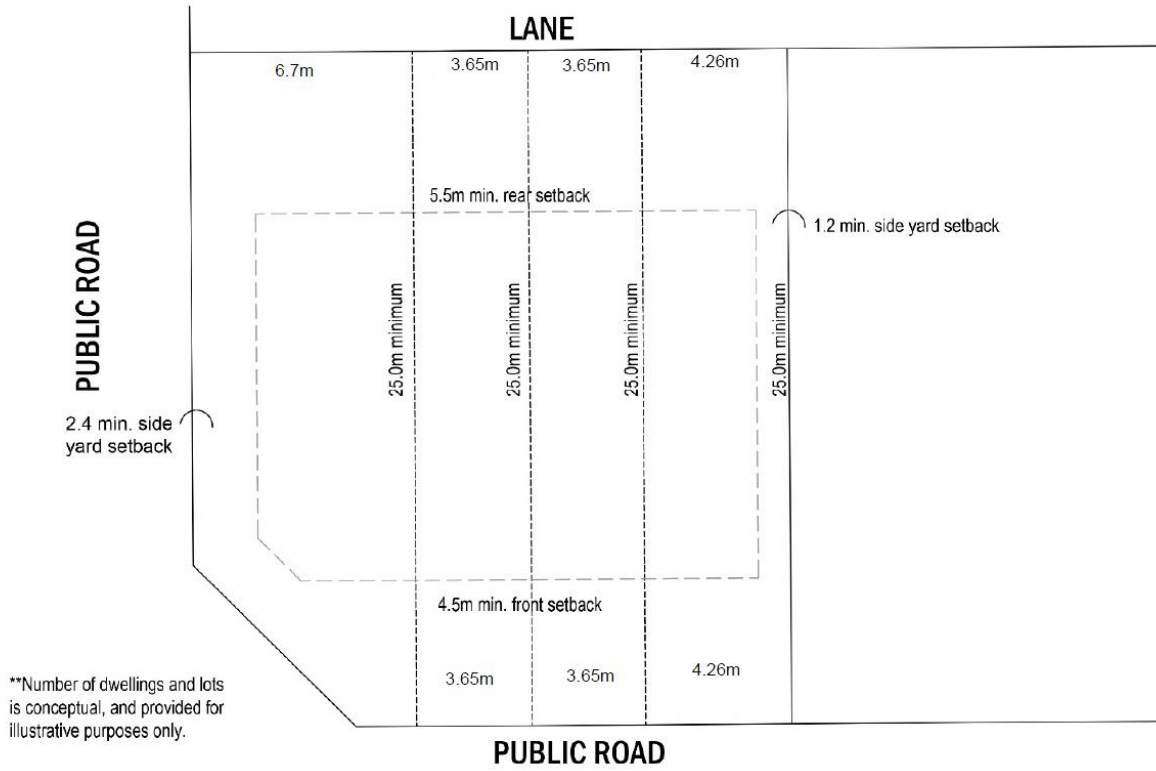 LANE
6.7m
3.65m
3.65m
4.26m
5.5m min. rear setback
1.2 min. side yard setback
PUBLIC ROAD
25.0m minimum
25.0m minimum
25.0m minimum
25.0m minimum
2.4 min. side
yard setback
4.5m min. front setback
3.65m
3.65m
4.26m
**Number of dwellings and lots
is conceptual, and provided for
illustrative purposes only.
PUBLIC ROAD